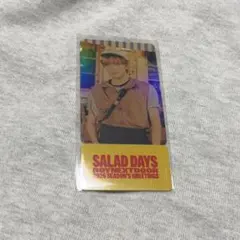 SALAD DAYS
BOYNEXTDOOR
2025 SEASON'S GREETINGS